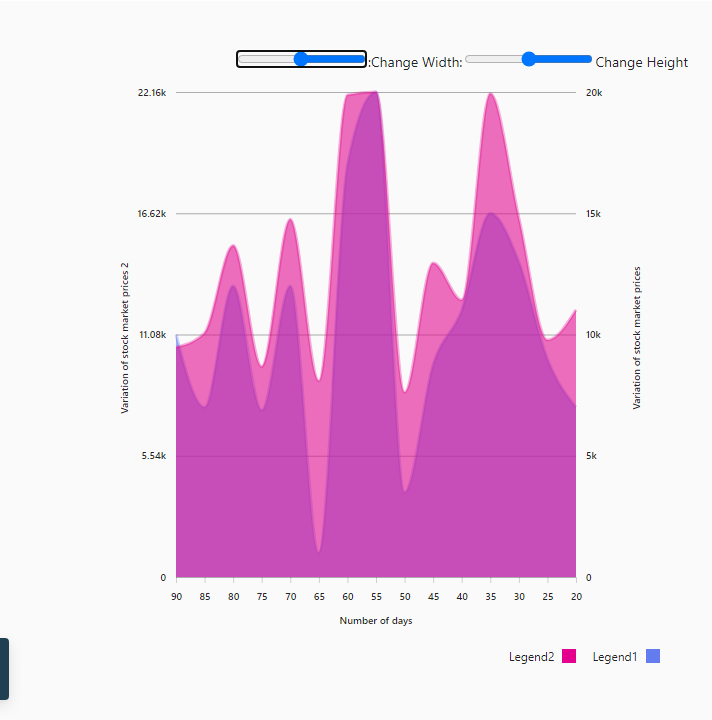 :Change Width: Change Height
22.16k 20k
16.62k 15k
11.08k 10k
5.54k 5k
0 0
Variation of stock market prices 2
Variation of stock market prices
90 85 80 75 70 65 60 55 50 45 40 35 30 25 20
Number of days
Legend2 Legend1